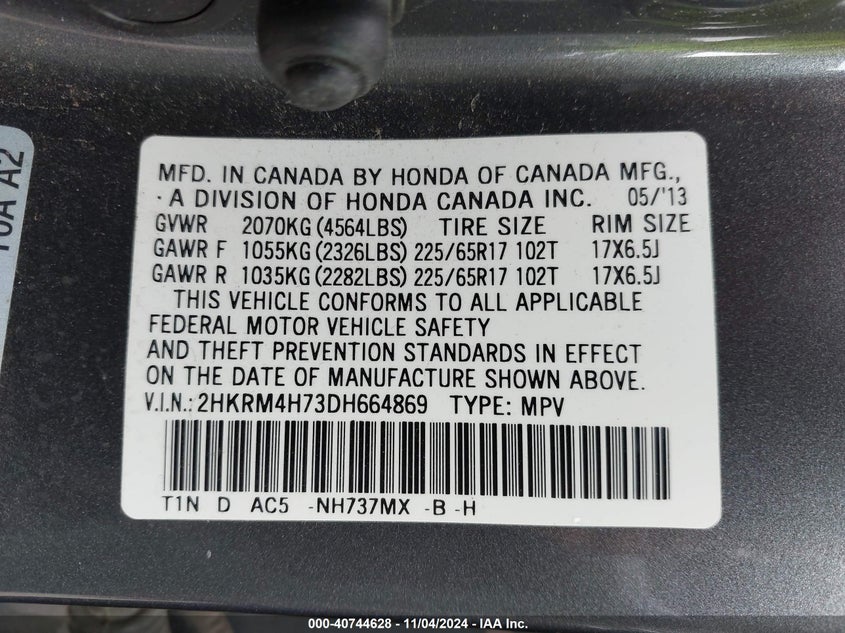 MFD. IN CANADA BY HONDA OF CANADA MFG.,
· A DIVISION OF HONDA CANADA INC. 05/'13
GVWR 2070KG (4564LBS) TIRE SIZE RIM SIZE
GAWR F 1055KG (2326LBS) 225/65R17 102T 17X6.5J
GAWR R 1035KG (2282LBS) 225/65R17 102T 17X6.5J
THIS VEHICLE CONFORMS TO ALL APPLICABLE
FEDERAL MOTOR VEHICLE SAFETY
AND THEFT PREVENTION STANDARDS IN EFFECT
ON THE DATE OF MANUFACTURE SHOWN ABOVE.
V.I.N.: 2HKRM4H73DH664869 TYPE: MPV
T1N D AC5 -NH737MX -B -H
A2
000-40744628 - 11/04/2024 - IAA Inc.